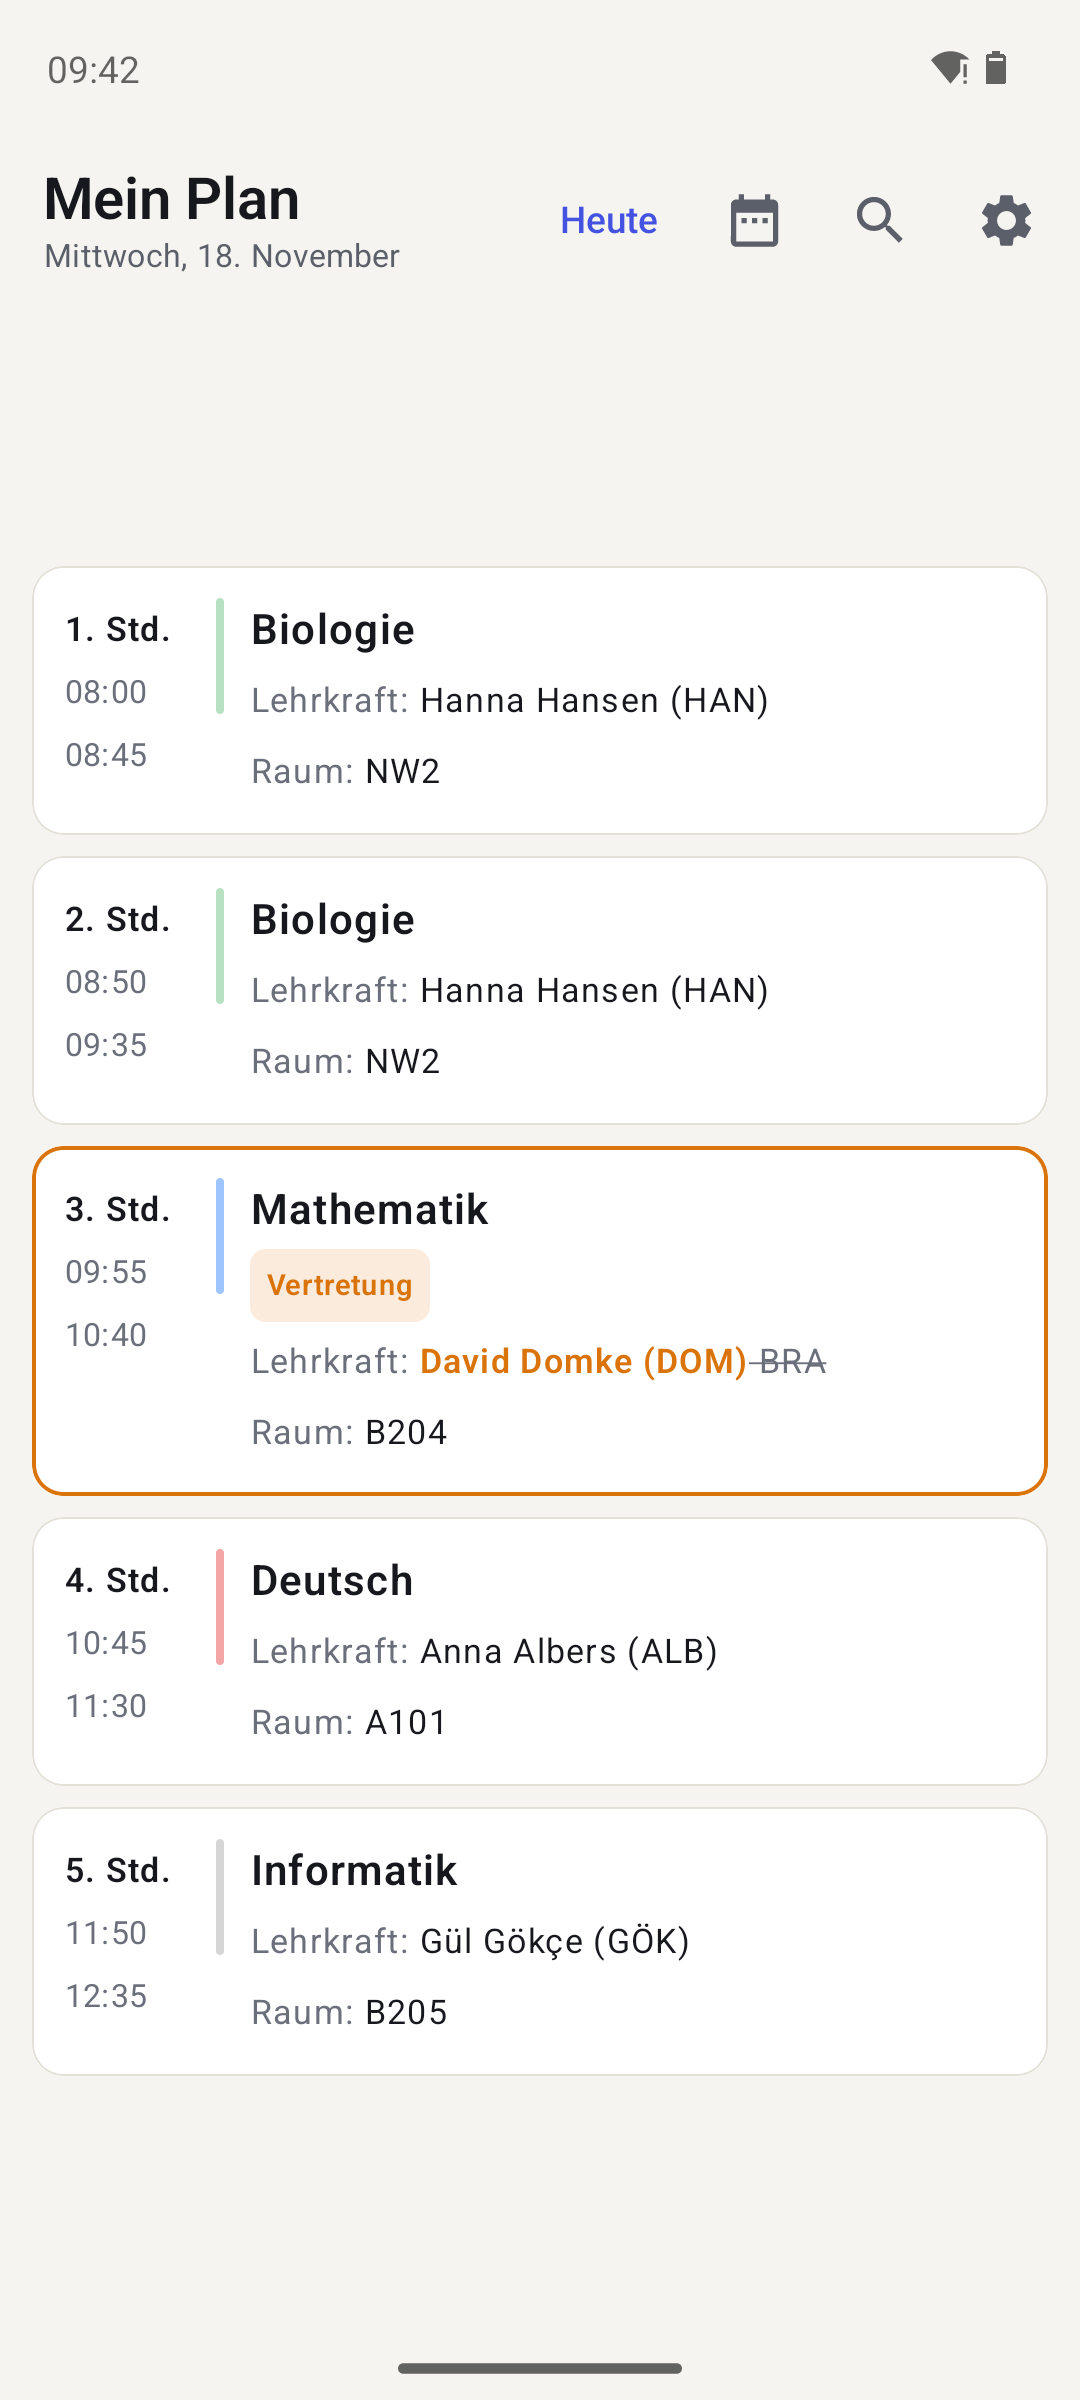 09:42
Mein Plan
Mittwoch, 18. November
Heute
1. Std.
08:00
08:45
Biologie
Lehrkraft: Hanna Hansen (HAN)
Raum: NW2
2. Std.
08:50
09:35
Biologie
Lehrkraft: Hanna Hansen (HAN)
Raum: NW2
3. Std.
09:55
10:40
Mathematik
Vertretung
Lehrkraft: David Domke (DOM) BRA
Raum: B204
4. Std.
10:45
11:30
Deutsch
Lehrkraft: Anna Albers (ALB)
Raum: A101
5. Std.
11:50
12:35
Informatik
Lehrkraft: Gül Gökçe (GÖK)
Raum: B205